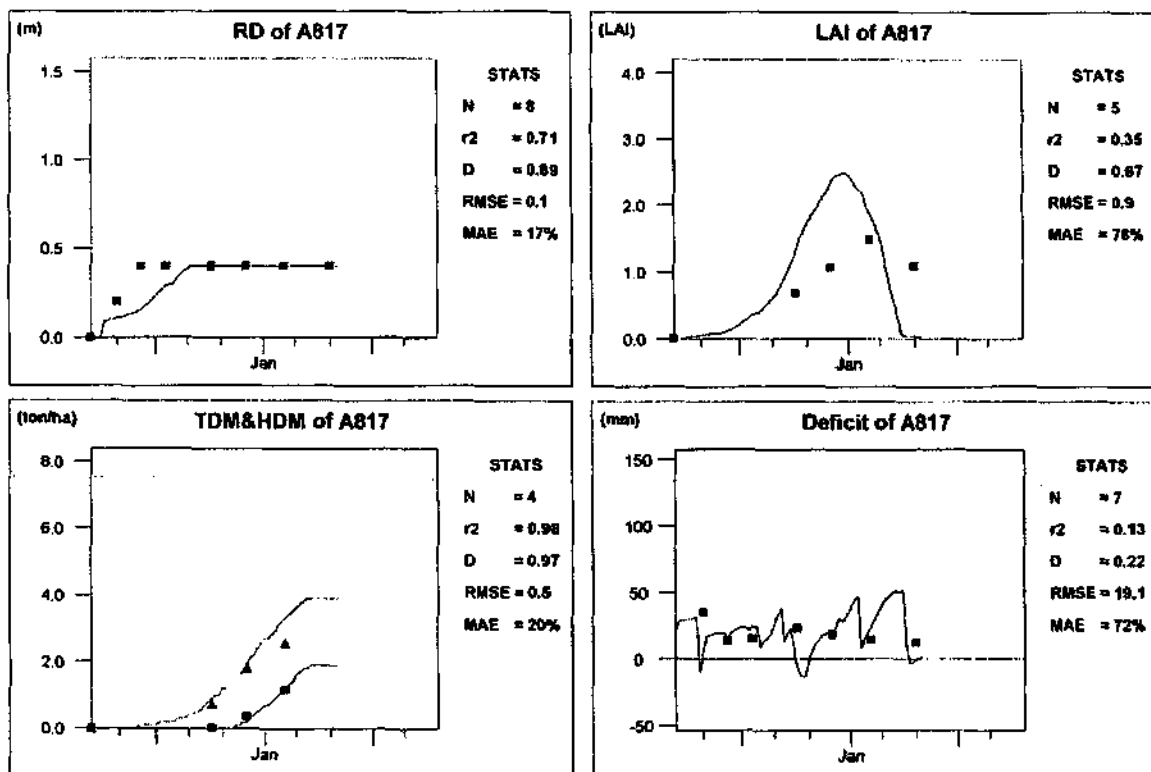 (m) RD of A817
1.5
1.0
0.5
0.0
Jan
STATS
N = 8
r2 = 0.71
D = 0.89
RMSE = 0.1
MAE = 17%
(LAI) LAI of A817
4.0
3.0
2.0
1.0
0.0
Jan
STATS
N = 5
r2 = 0.35
D = 0.67
RMSE = 0.9
MAE = 76%
(ton/ha) TDM&HDM of A817
8.0
6.0
4.0
2.0
0.0
Jan
STATS
N = 4
r2 = 0.98
D = 0.97
RMSE = 0.5
MAE = 20%
(mm) Deficit of A817
150
100
50
0
-50
Jan
STATS
N = 7
r2 = 0.13
D = 0.22
RMSE = 19.1
MAE = 72%